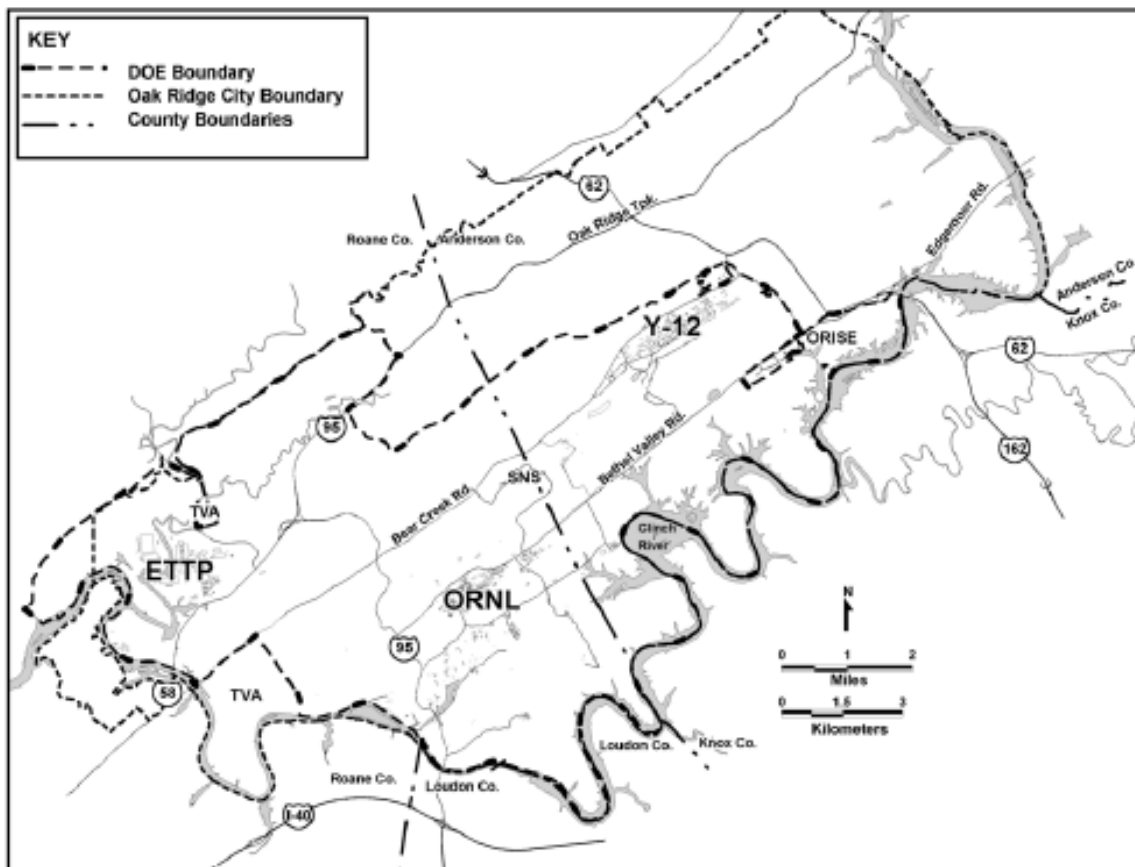 KEY
DOE Boundary
Oak Ridge City Boundary
County Boundaries
62
Oak Ridge Tpk.
Roane Co.
Anderson Co.
Edgemoor Rd.
Anderson Co.
Knox Co.
Y-12
ORISE
62
95
162
Bethel Valley Rd.
SNS
Bear Creek Rd.
TVA
Clinch
River
ETTP
ORNL
N
95
0 1 2
Miles
58
TVA
0 1.5 3
Kilometers
Loudon Co.
Knox Co.
Roane Co.
Loudon Co.
I-40